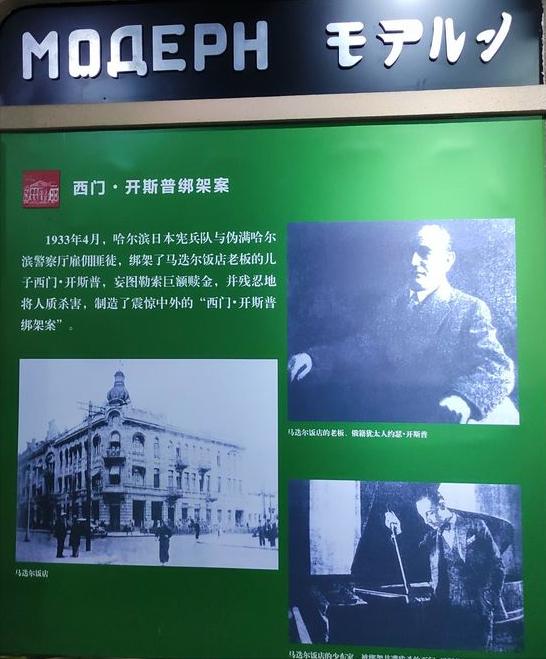 МОДЕРН モデルン
西门·开斯普绑架案
1933年4月，哈尔滨日本宪兵队与伪满哈尔
滨警察厅雇佣匪徒，绑架了马迭尔饭店老板的儿
子西门·开斯普，妄图勒索巨额赎金，并残忍地
将人质杀害，制造了震惊中外的“西门·开斯普
绑架案”。
马迭尔饭店的老板、俄籍犹太人约瑟·开斯普
马迭尔饭店
马迭尔饭店的少东家